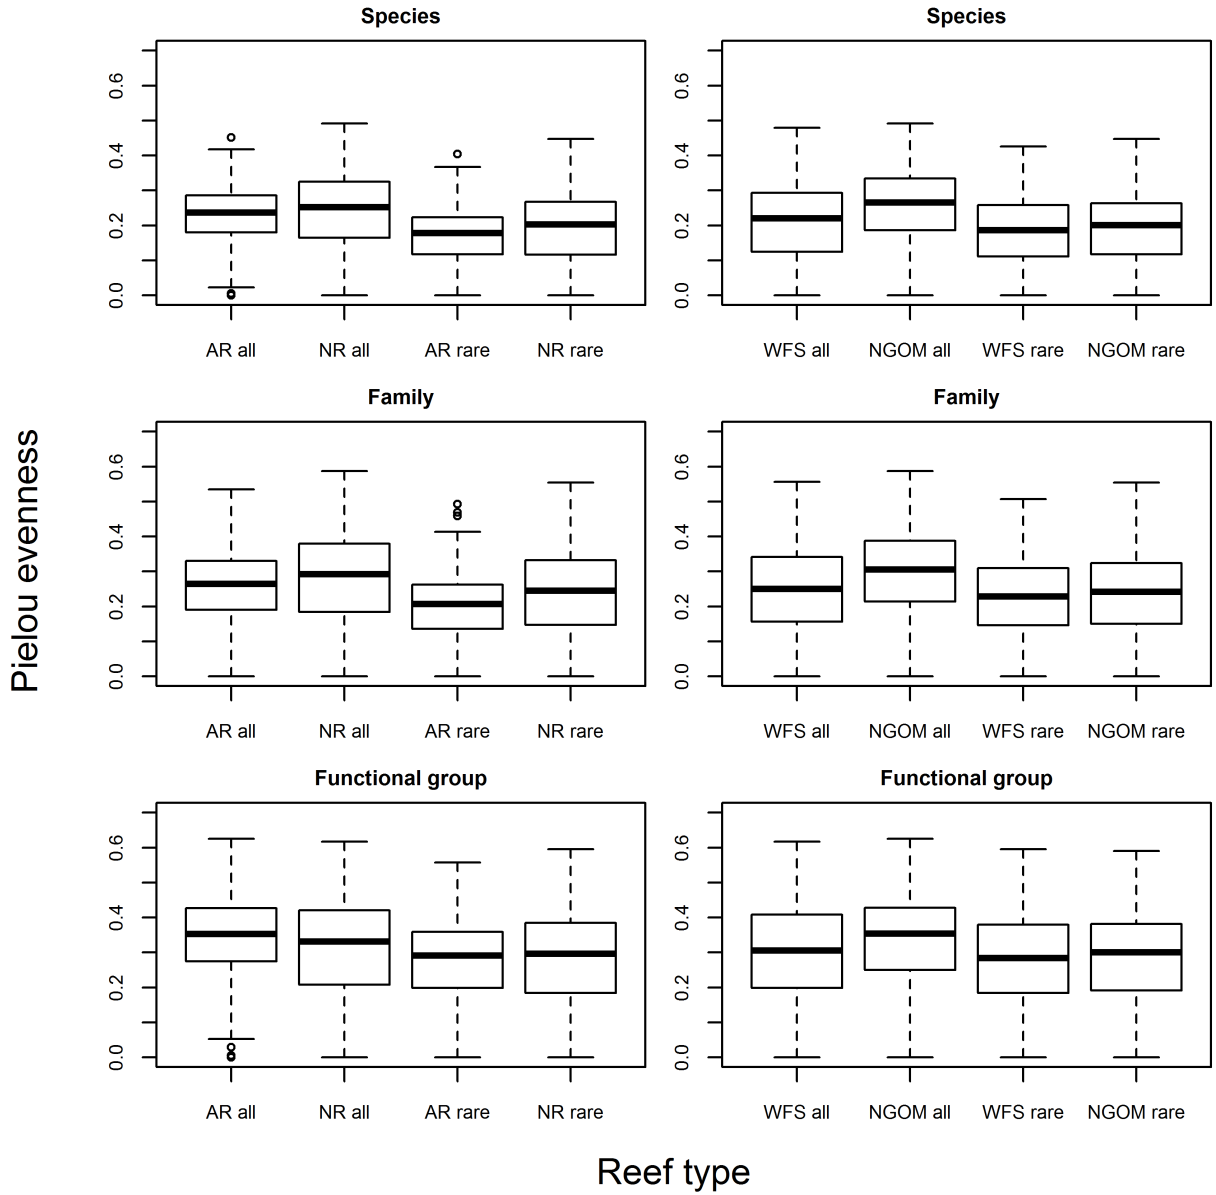 Species
Species
0.0 0.2 0.4 0.6
0.0 0.2 0.4 0.6
AR all NR all AR rare NR rare
WFS all NGOM all WFS rare NGOM rare
Family
Family
Pielou evenness
0.0 0.2 0.4 0.6
0.0 0.2 0.4 0.6
AR all NR all AR rare NR rare
WFS all NGOM all WFS rare NGOM rare
Functional group
Functional group
0.0 0.2 0.4 0.6
0.0 0.2 0.4 0.6
AR all NR all AR rare NR rare
WFS all NGOM all WFS rare NGOM rare
Reef type